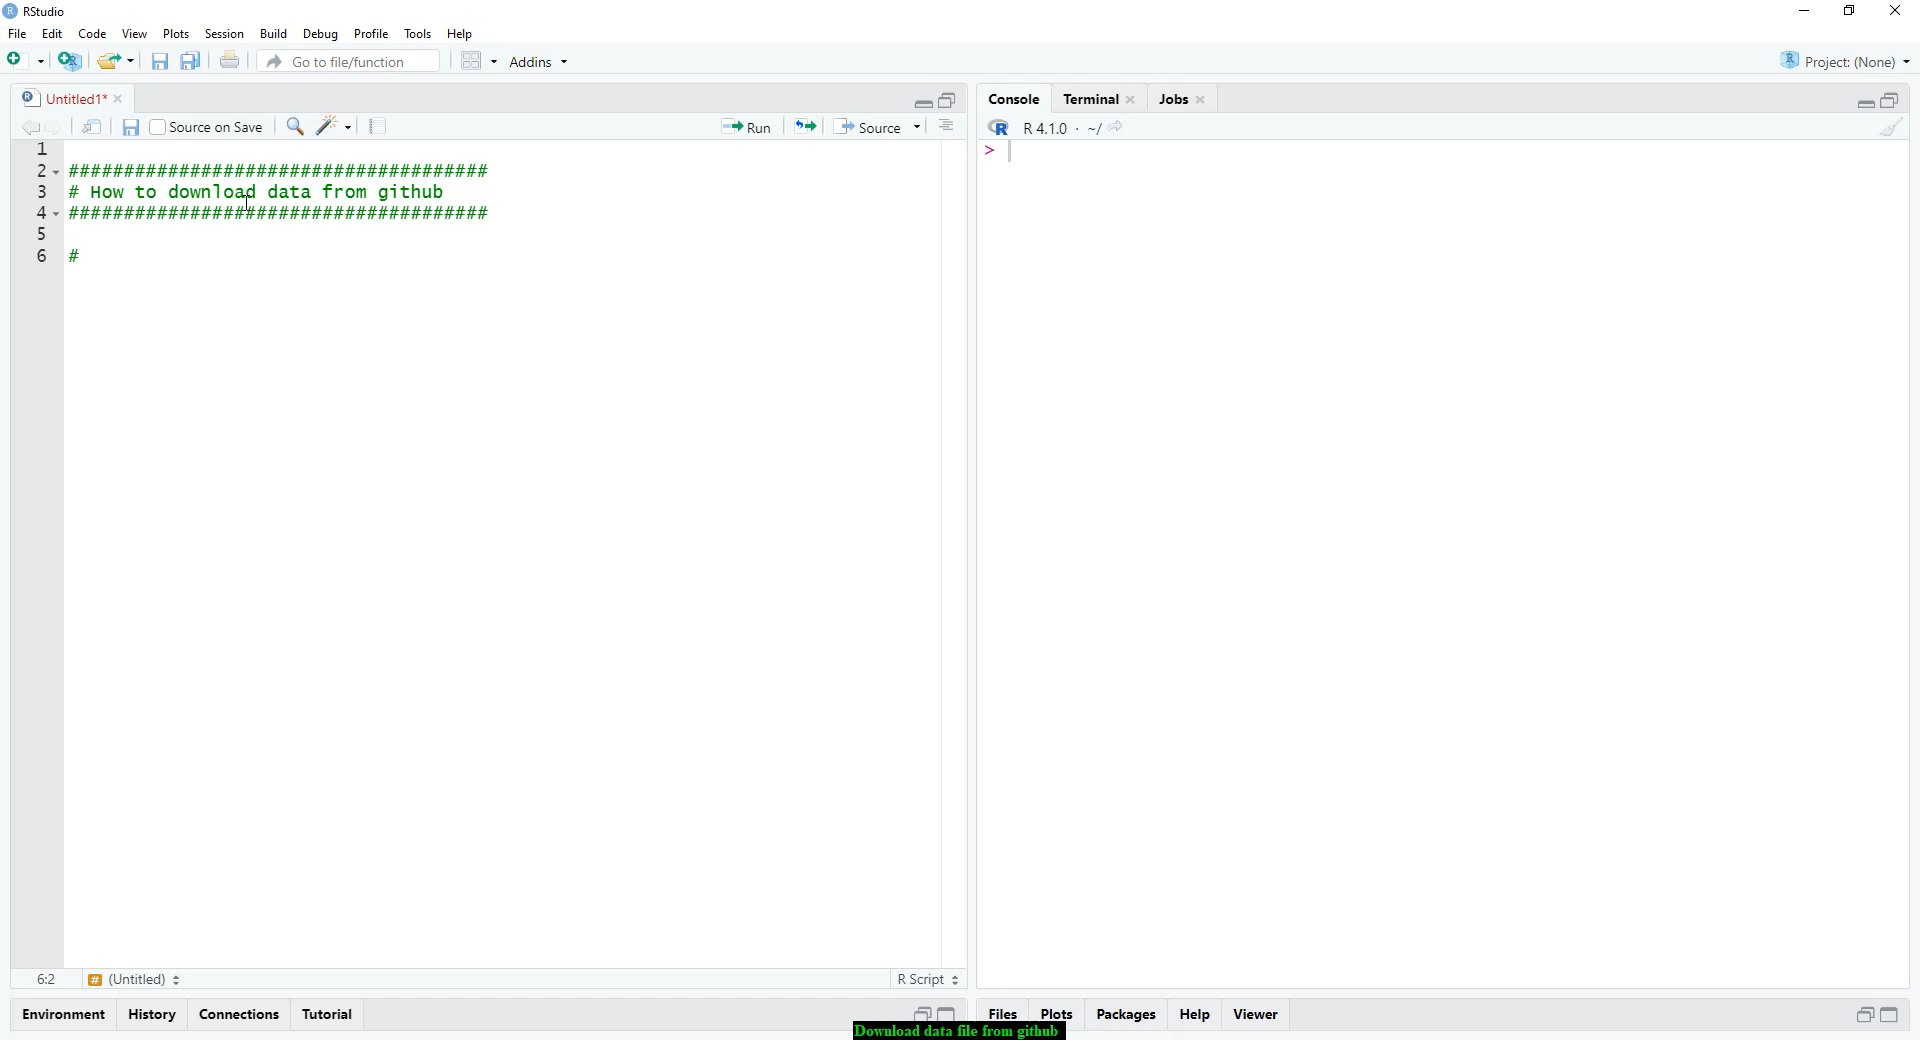 RStudio
File Edit Code View Plots Session Build Debug Profile Tools Help
Go to file/function Addins Project: (None)
Untitled1*
Source on Save Run Source
1
2 ######################################
3 # How to download data from github
4 ######################################
5
6 #
6:2 (Untitled) R Script
Environment History Connections Tutorial
Console Terminal Jobs
R 4.1.0 · ~/
>
Files Plots Packages Help Viewer
Download data file from github